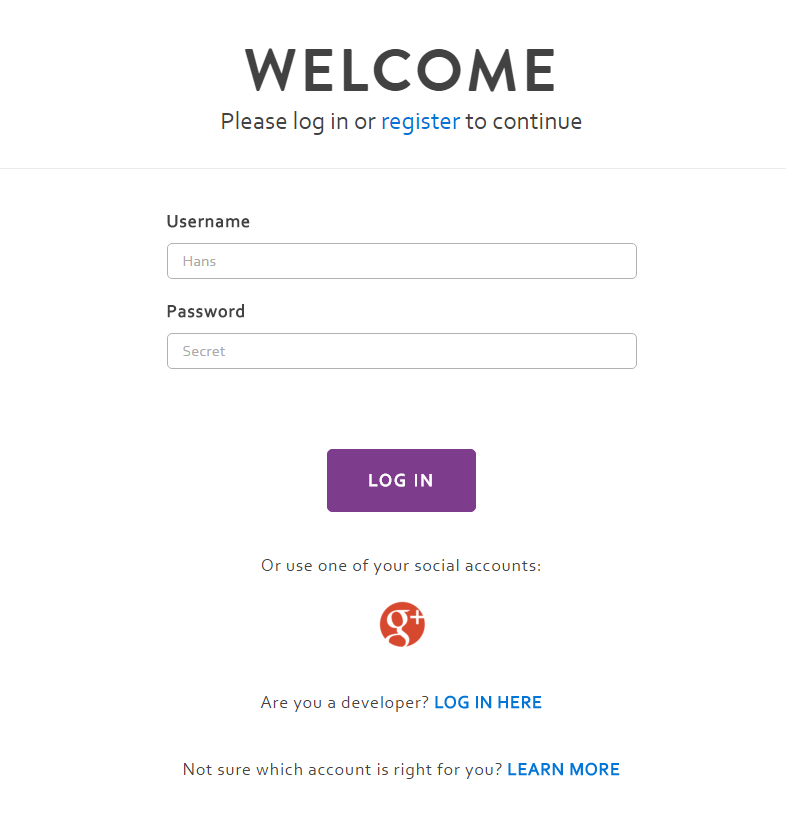 WELCOME
Please log in or register to continue
Username
Hans
Password
Secret
LOG IN
Or use one of your social accounts:
g+
Are you a developer? LOG IN HERE
Not sure which account is right for you? LEARN MORE